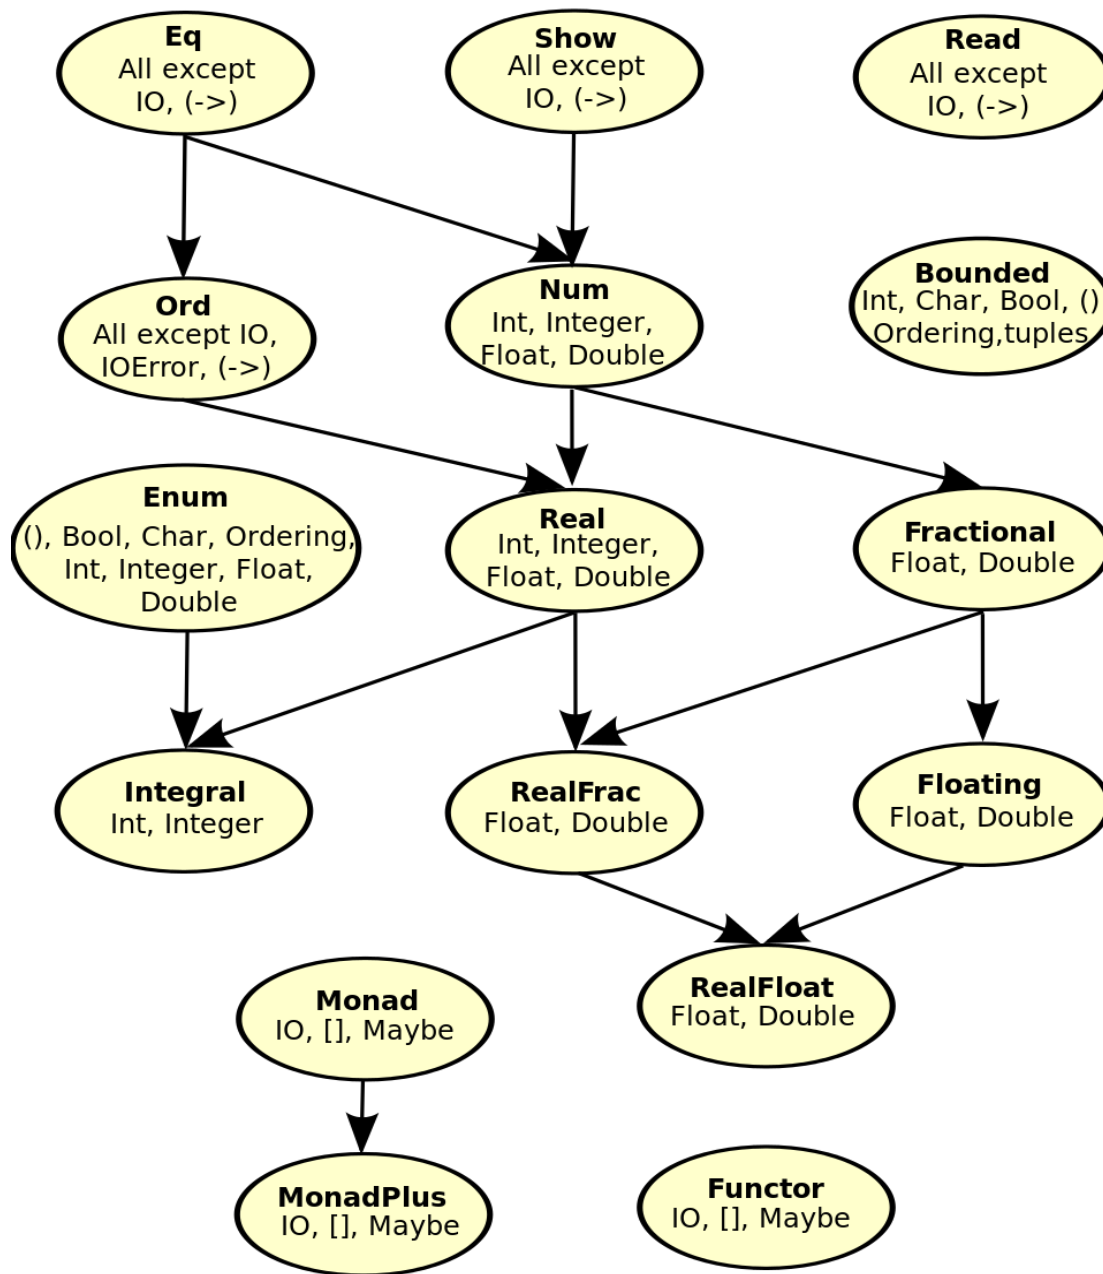 Eq
All except
IO, (->)
Show
All except
IO, (->)
Read
All except
IO, (->)
Ord
All except IO,
IOError, (->)
Num
Int, Integer,
Float, Double
Bounded
Int, Char, Bool, ()
Ordering,tuples
Enum
(), Bool, Char, Ordering,
Int, Integer, Float,
Double
Real
Int, Integer,
Float, Double
Fractional
Float, Double
Integral
Int, Integer
RealFrac
Float, Double
Floating
Float, Double
Monad
IO, [], Maybe
RealFloat
Float, Double
MonadPlus
IO, [], Maybe
Functor
IO, [], Maybe